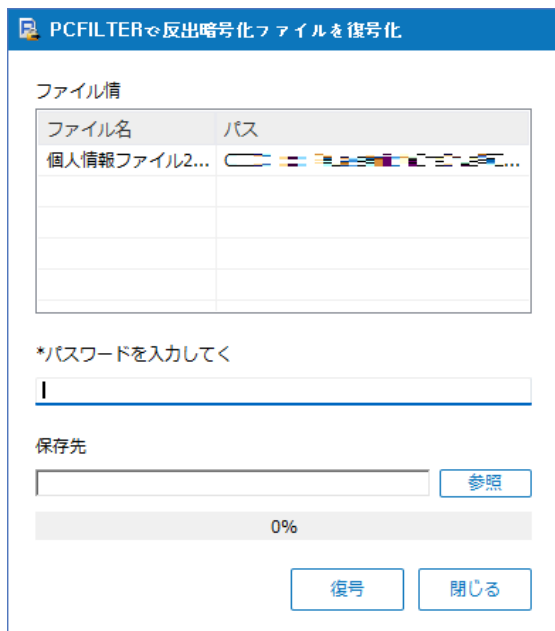 PCFILTERで反出暗号化ファイルを復号化
ファイル情
ファイル名 パス
個人情報ファイル2... ...
*パスワードを入力してく
保存先
参照
0%
復号 閉じる